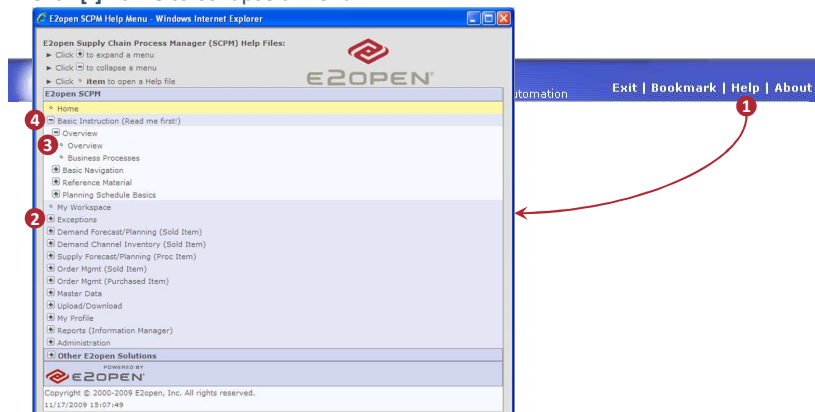 E2open SCPM Help Menu - Windows Internet Explorer
E2open Supply Chain Process Manager (SCPM) Help Files:
► Click + to expand a menu
► Click - to collapse a menu
► Click item to open a Help file
E2OPEN
E2open SCPM
Home
4 Basic Instruction (Read me first!)
Overview
3 Overview
Business Processes
Basic Navigation
Reference Material
Planning Schedule Basics
My Workspace
2 Exceptions
Demand Forecast/Planning (Sold Item)
Demand Channel Inventory (Sold Item)
Supply Forecast/Planning (Proc Item)
Order Mgmt (Sold Item)
Order Mgmt (Purchased Item)
Master Data
Upload/Download
My Profile
Reports (Information Manager)
Administration
Other E2open Solutions
POWERED BY
E2OPEN
Copyright © 2000-2009 E2open, Inc. All rights reserved.
11/17/2009 15:07:49
Exit | Bookmark | Help | About
1